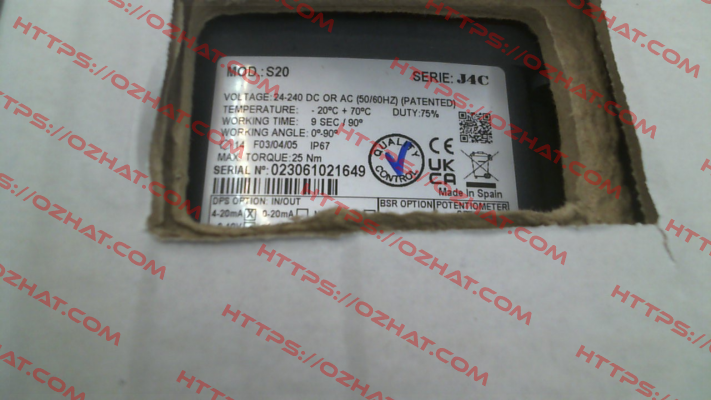 MOD.: S20 SERIE: J4C
VOLTAGE: 24-240 DC OR AC (50/60HZ) (PATENTED)
TEMPERATURE: - 20ºC + 70ºC DUTY:75%
WORKING TIME: 9 SEC / 90º
WORKING ANGLE: 0º-90º
14 F03/04/05 IP67
MAX. TORQUE: 25 Nm
SERIAL Nº: 023061021649
QUALITY CONTROL
CE
UK CA
Made in Spain
DPS OPTION: IN/OUT BSR OPTION POTENTIOMETER
4-20mA X 0-20mA
HTTPS://OZHAT.COM
HTTPS://OZHAT.COM
HTTPS://OZHAT.COM
HTTPS://OZHAT.COM
HTTPS://OZHAT.COM
HTTPS://OZHAT.COM
HTTPS://OZHAT.COM
HTTPS://OZHAT.COM